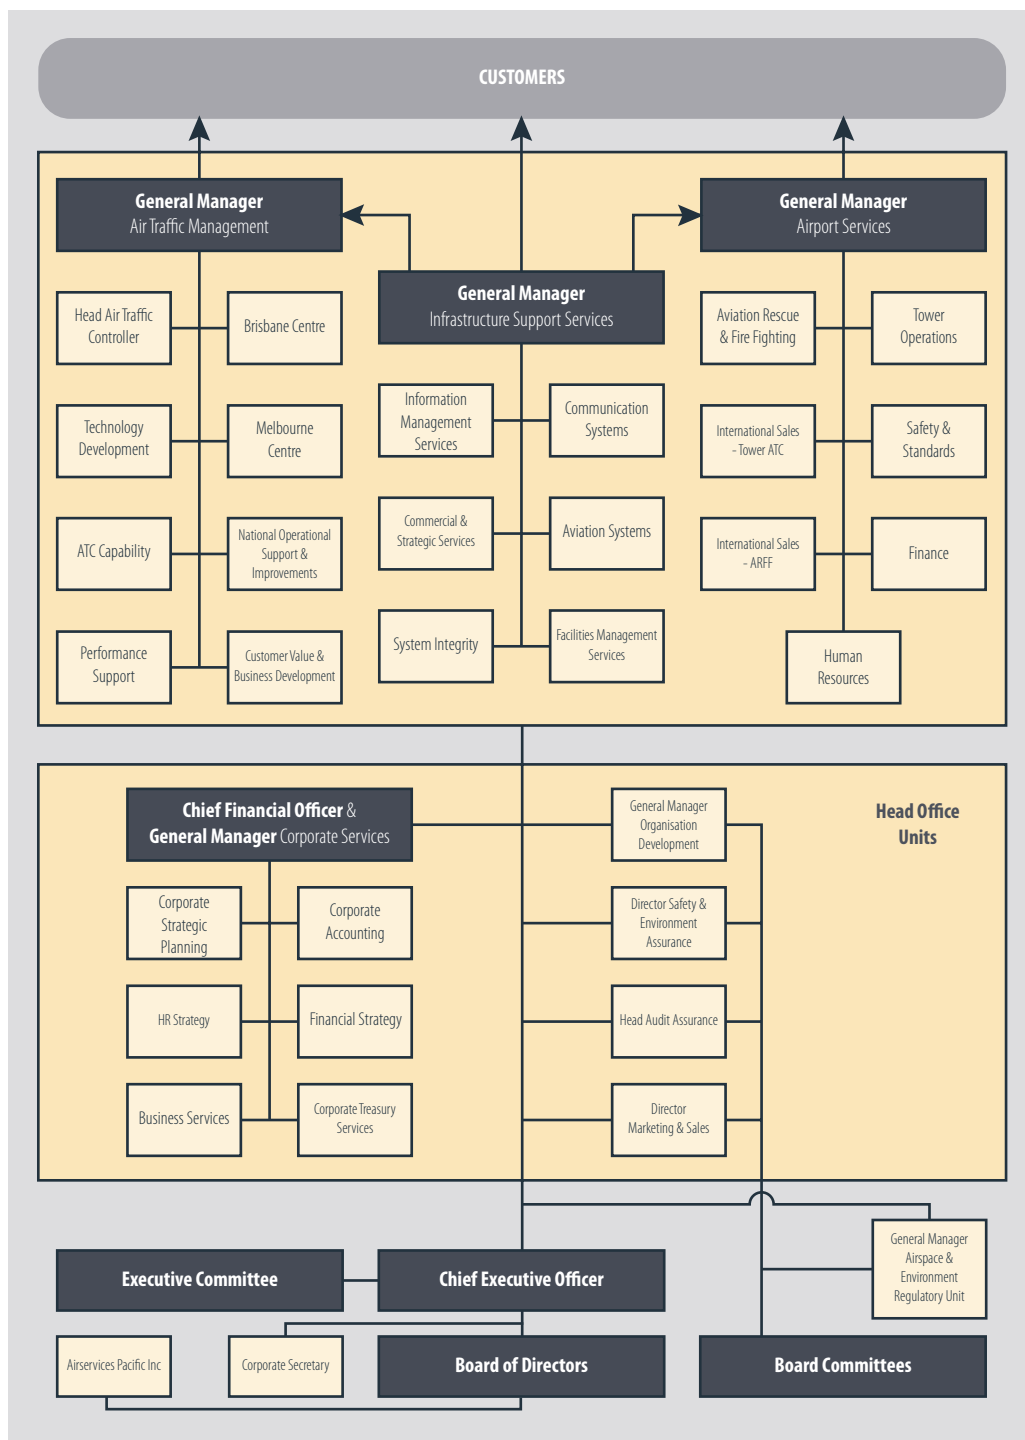 CUSTOMERS
General Manager
Air Traffic Management
General Manager
Airport Services
General Manager
Infrastructure Support Services
Head Air Traffic
Controller
Brisbane Centre
Technology
Development
Melbourne
Centre
ATC Capability
National Operational
Support &
Improvements
Performance
Support
Customer Value &
Business Development
Information
Management
Services
Communication
Systems
Commercial &
Strategic Services
Aviation Systems
System Integrity
Facilities Management
Services
Aviation Rescue
& Fire Fighting
Tower
Operations
International Sales
- Tower ATC
Safety &
Standards
International Sales
- ARFF
Finance
Human
Resources
Head Office
Units
Chief Financial Officer &
General Manager Corporate Services
Corporate
Strategic
Planning
Corporate
Accounting
HR Strategy
Financial Strategy
Business Services
Corporate Treasury
Services
General Manager
Organisation
Development
Director Safety &
Environment
Assurance
Head Audit Assurance
Director
Marketing & Sales
General Manager
Airspace &
Environment
Regulatory Unit
Executive Committee
Chief Executive Officer
Airservices Pacific Inc
Corporate Secretary
Board of Directors
Board Committees